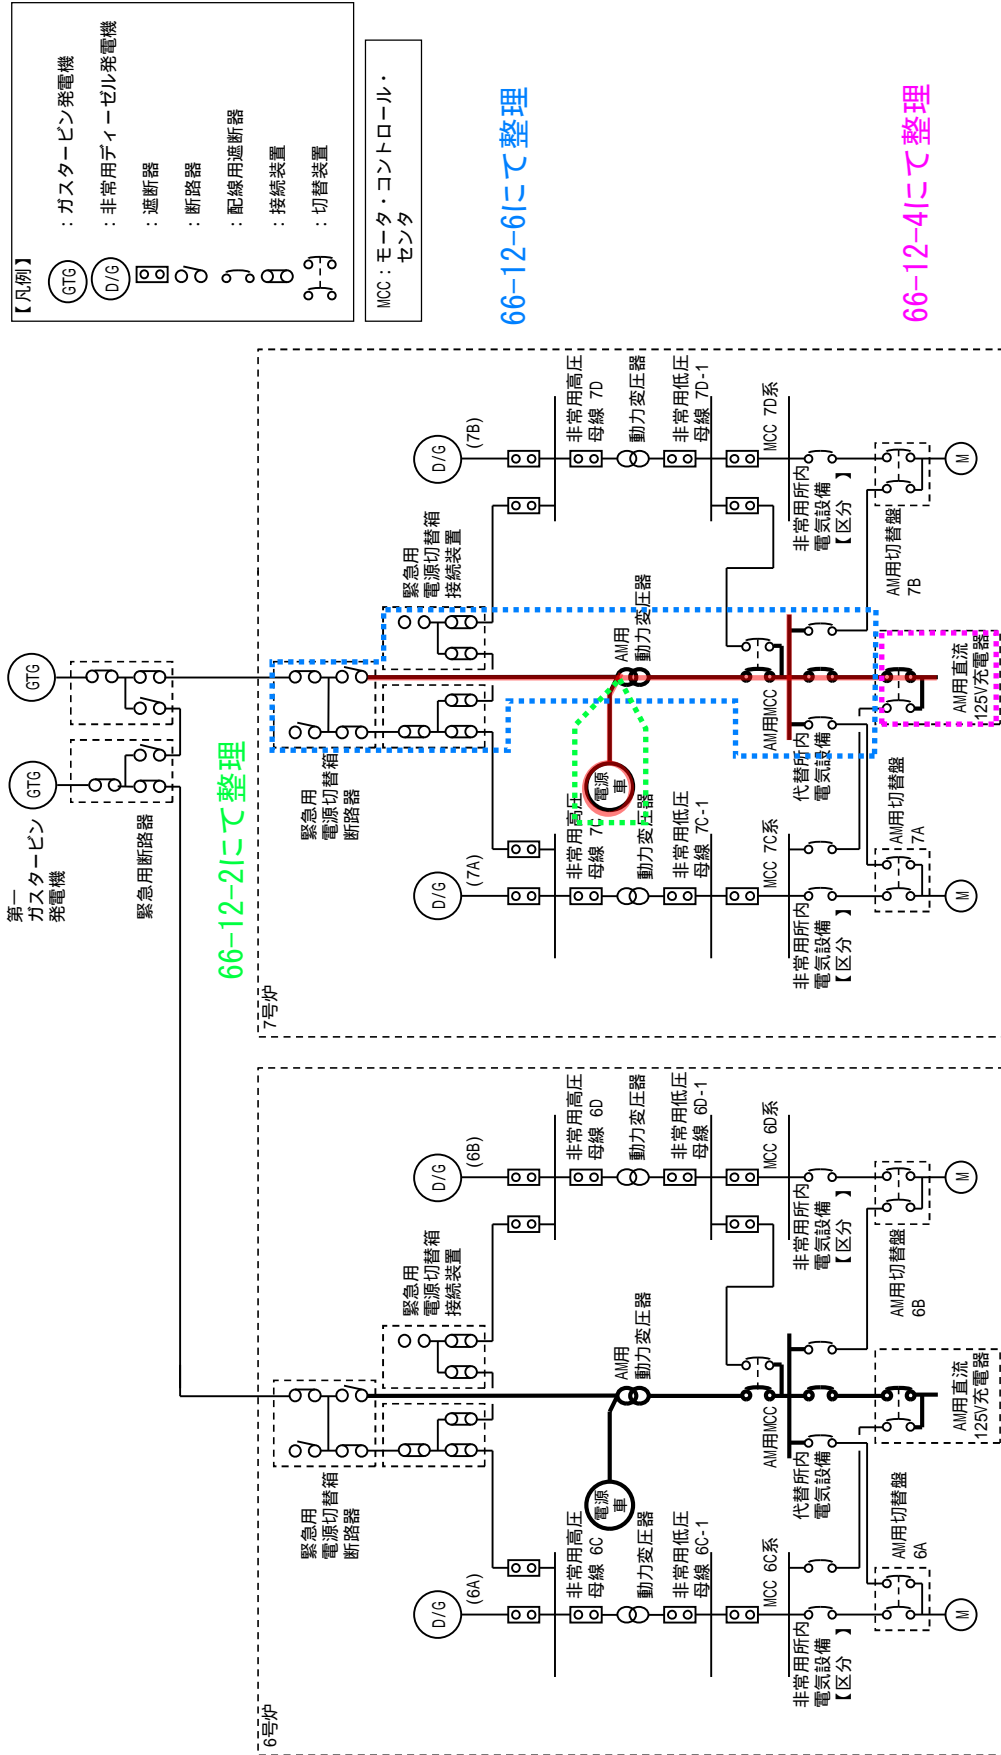 【凡例】
GTG
：ガスタービン発電機
D/G
：非常用ディーゼル発電機
：遮断器
：断路器
：配線用遮断器
：接続装置
：切替装置
MCC：モータ・コントロール・
センタ
66-12-6にて整理
66-12-4にて整理
66-12-2にて整理
第一
ガスタービン
発電機
GTG
GTG
緊急用断路器
7号炉
緊急用
電源切替箱
断路器
緊急用
電源切替箱
接続装置
D/G
(7A)
D/G
(7B)
非常用高圧
母線 7C
非常用高圧
母線 7D
動力変圧器
AM用
動力変圧器
動力変圧器
電源
車
非常用低圧
母線 7C-1
非常用低圧
母線 7D-1
MCC 7C系
AM用MCC
MCC 7D系
非常用所内
電気設備
【区分　】
代替所内
電気設備
非常用所内
電気設備
【区分　】
AM用切替盤
7A
AM用切替盤
7B
AM用直流
125V充電器
M
M
6号炉
緊急用
電源切替箱
断路器
緊急用
電源切替箱
接続装置
D/G
(6A)
D/G
(6B)
非常用高圧
母線 6C
非常用高圧
母線 6D
動力変圧器
AM用
動力変圧器
動力変圧器
電源
車
非常用低圧
母線 6C-1
非常用低圧
母線 6D-1
MCC 6C系
AM用MCC
MCC 6D系
非常用所内
電気設備
【区分　】
代替所内
電気設備
非常用所内
電気設備
【区分　】
AM用切替盤
6A
AM用切替盤
6B
AM用直流
125V充電器
M
M